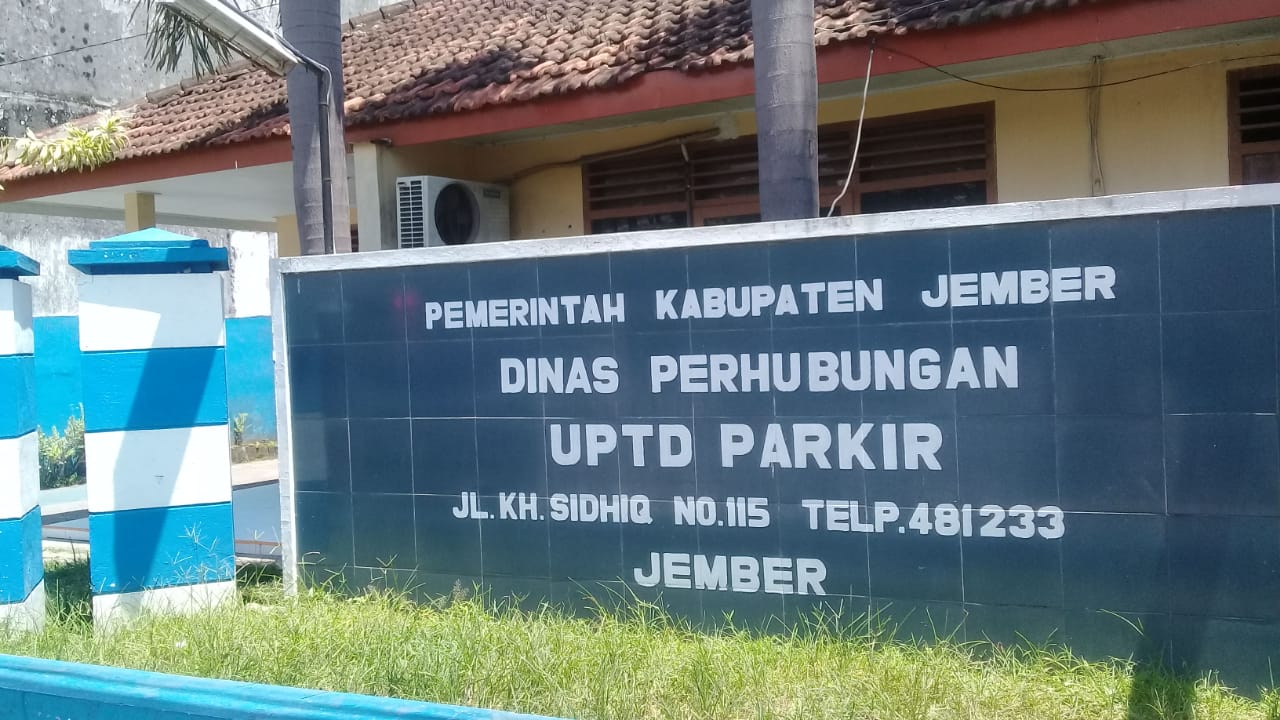 PEMERINTAH KABUPATEN JEMBER
DINAS PERHUBUNGAN
UPTD PARKIR
JL.KH.SIDHIQ NO.115 TELP.481233
JEMBER